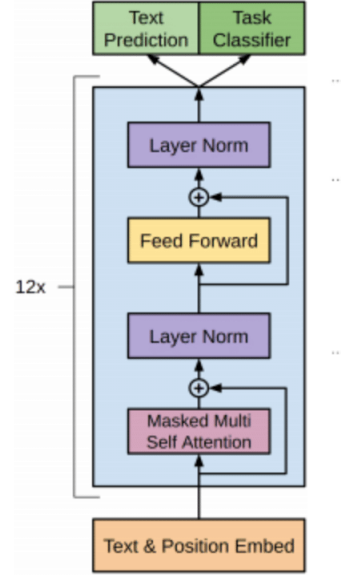 Text
Prediction
Task
Classifier
Layer Norm
Feed Forward
12x
Layer Norm
Masked Multi
Self Attention
Text & Position Embed